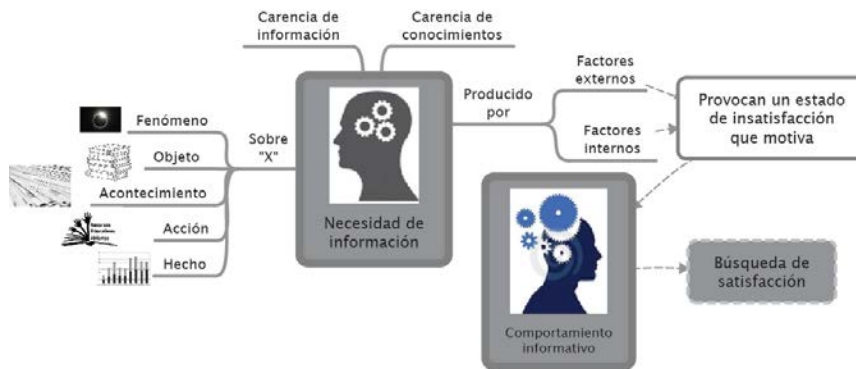 Carencia de
información
Carencia de
conocimientos
Sobre
"X"
Fenómeno
Objeto
Acontecimiento
Acción
Hecho
Necesidad de
información
Producido
por
Factores
externos
Factores
internos
Provocan un estado
de insatisfacción
que motiva
Comportamiento
informativo
Búsqueda de
satisfacción